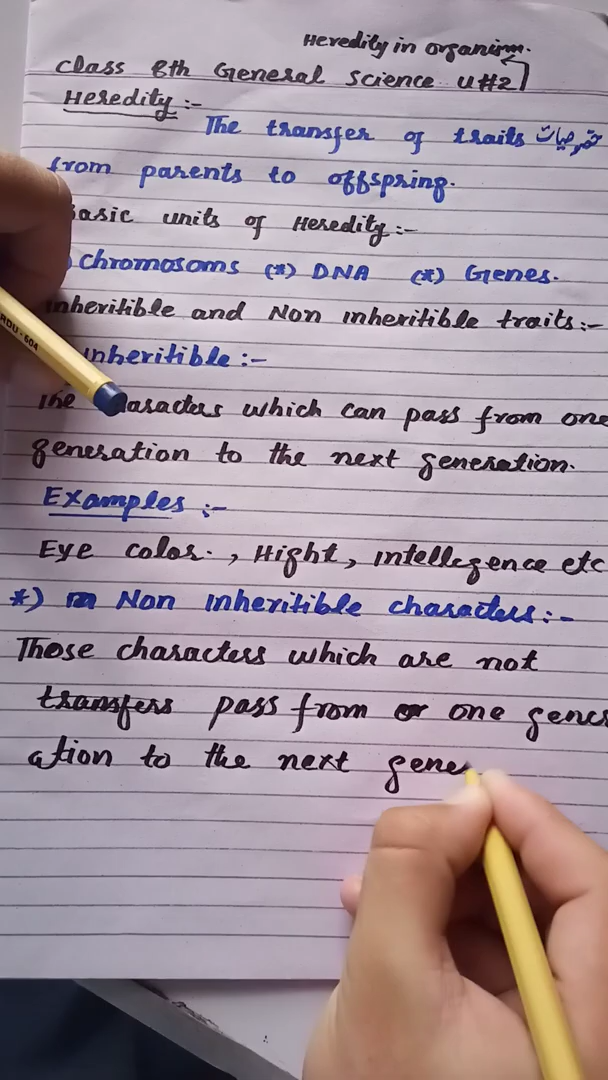 Heredity in organism.
Class 8th General Science U#2
Heredity :-
The transfer of traits خصوصیات
from parents to offspring.
Basic units of Heredity :-
chromosoms (*) DNA (*) Genes.
inheritible and Non inheritible traits :-
inheritible :-
The characters which can pass from one
generation to the next generation.
Examples :-
Eye color. , Hight, intellegence etc
*) Non inheritible characters :-
Those characters which are not
transfers pass from or one gener
ation to the next gene